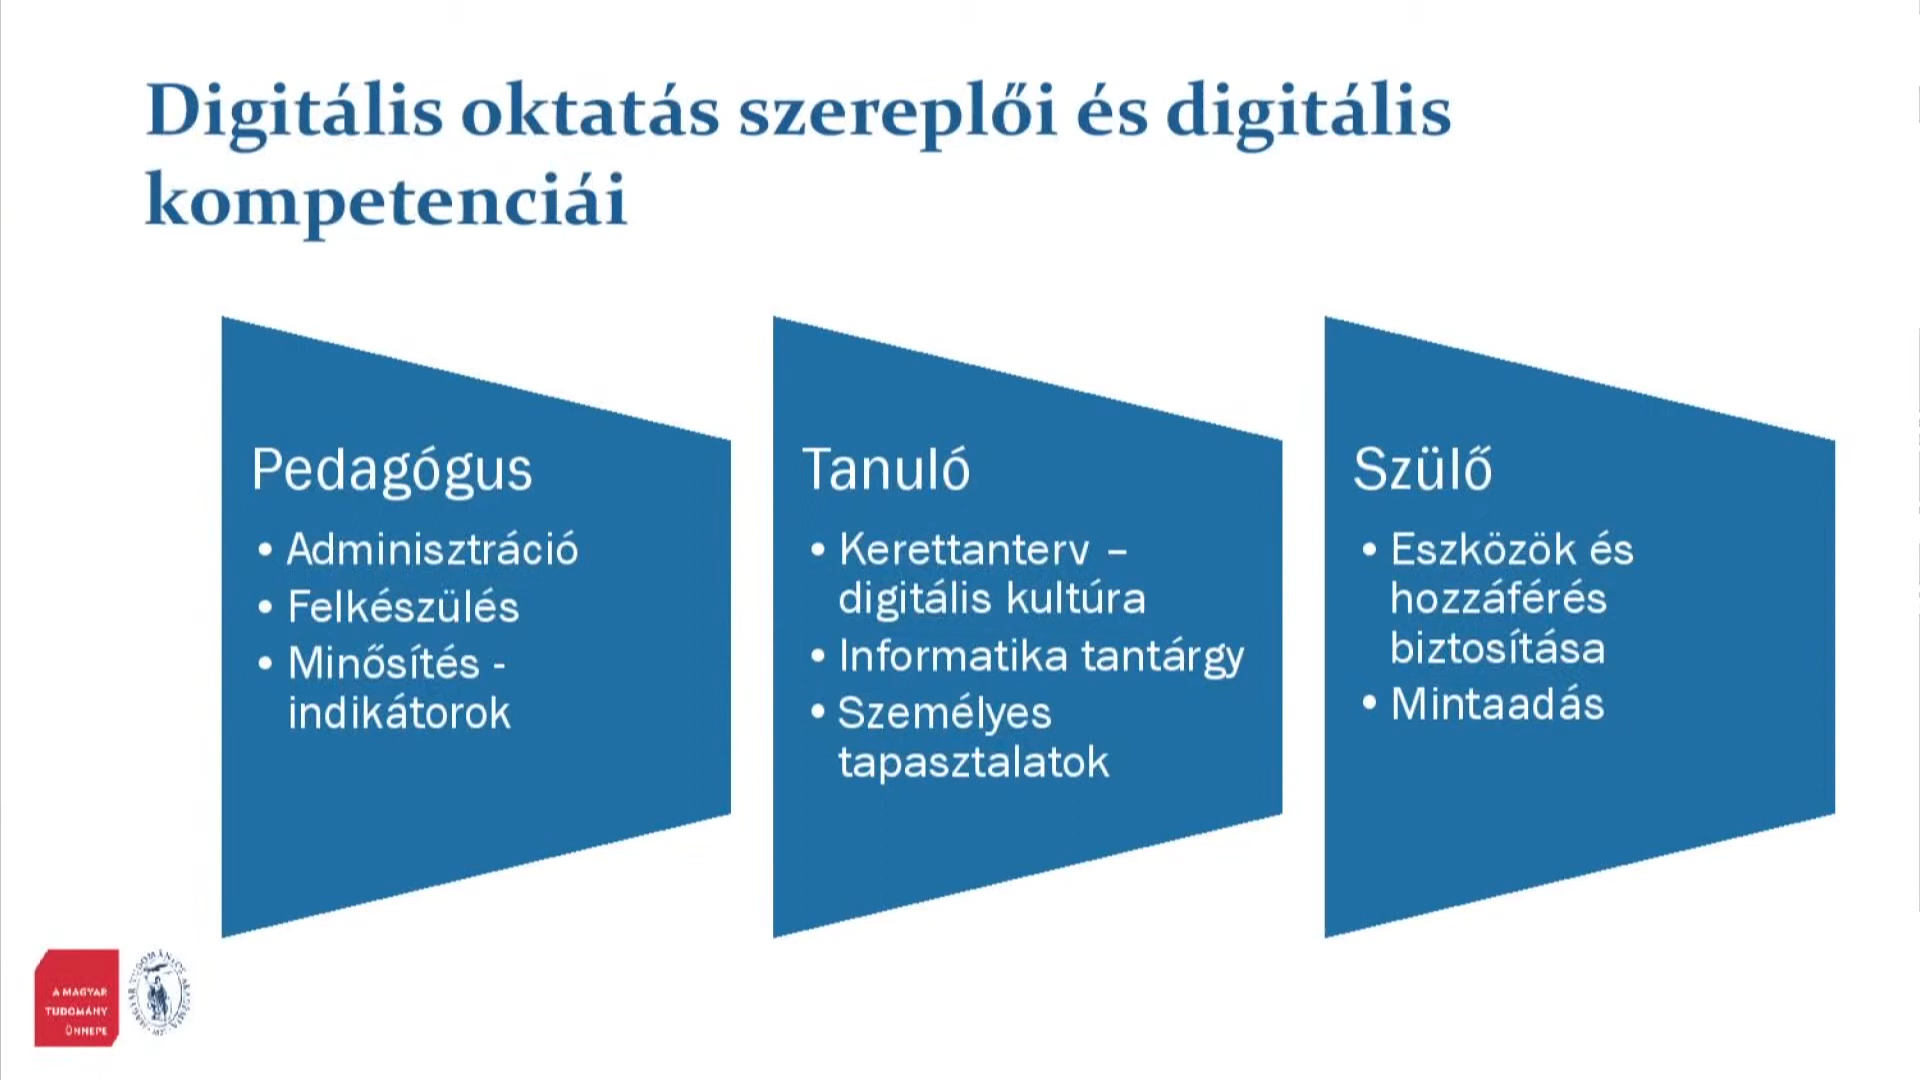 Digitális oktatás szereplői és digitális
kompetenciái
Pedagógus
• Adminisztráció
• Felkészülés
• Minősítés -
indikátorok
Tanuló
• Kerettanterv –
digitális kultúra
• Informatika tantárgy
• Személyes
tapasztalatok
Szülő
• Eszközök és
hozzáférés
biztosítása
• Mintaadás
A MAGYAR
TUDOMÁNY
ÜNNEPE